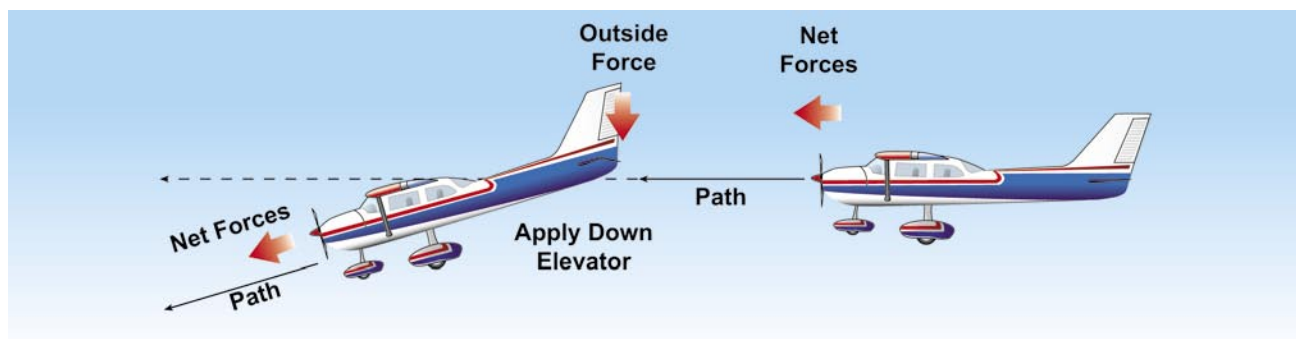 Outside
Force
Net
Forces
Path
Net Forces
Apply Down
Elevator
Path